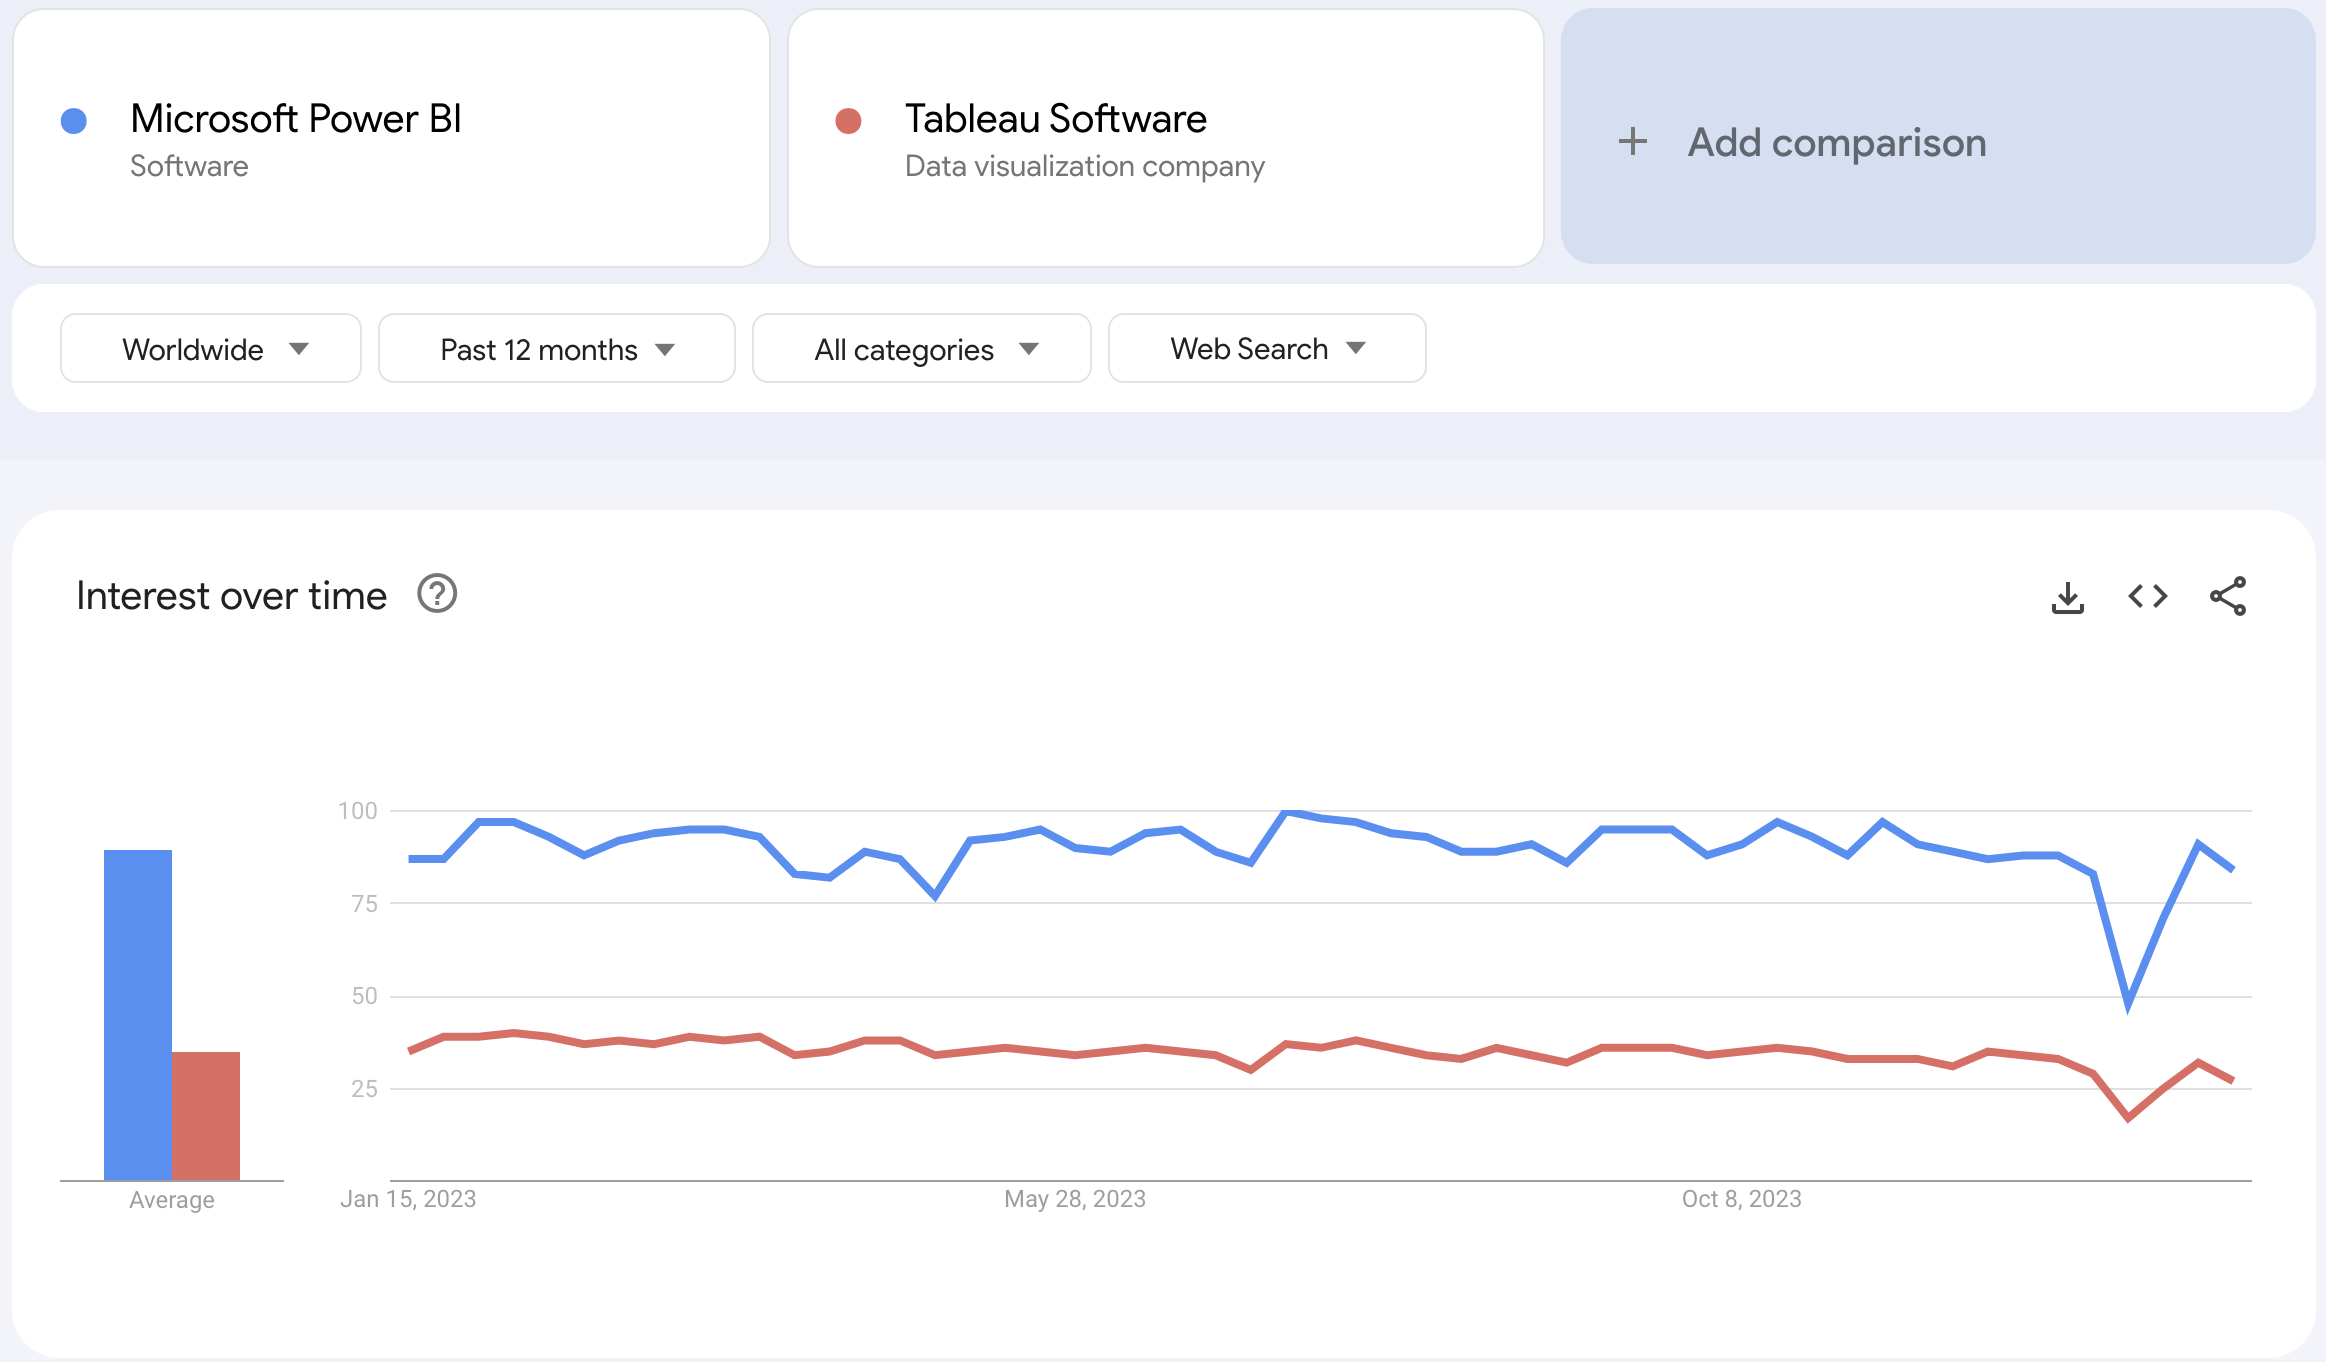 Microsoft Power BI
Software
Tableau Software
Data visualization company
+ Add comparison
Worldwide
Past 12 months
All categories
Web Search
Interest over time
?
100
75
50
25
Average
Jan 15, 2023
May 28, 2023
Oct 8, 2023